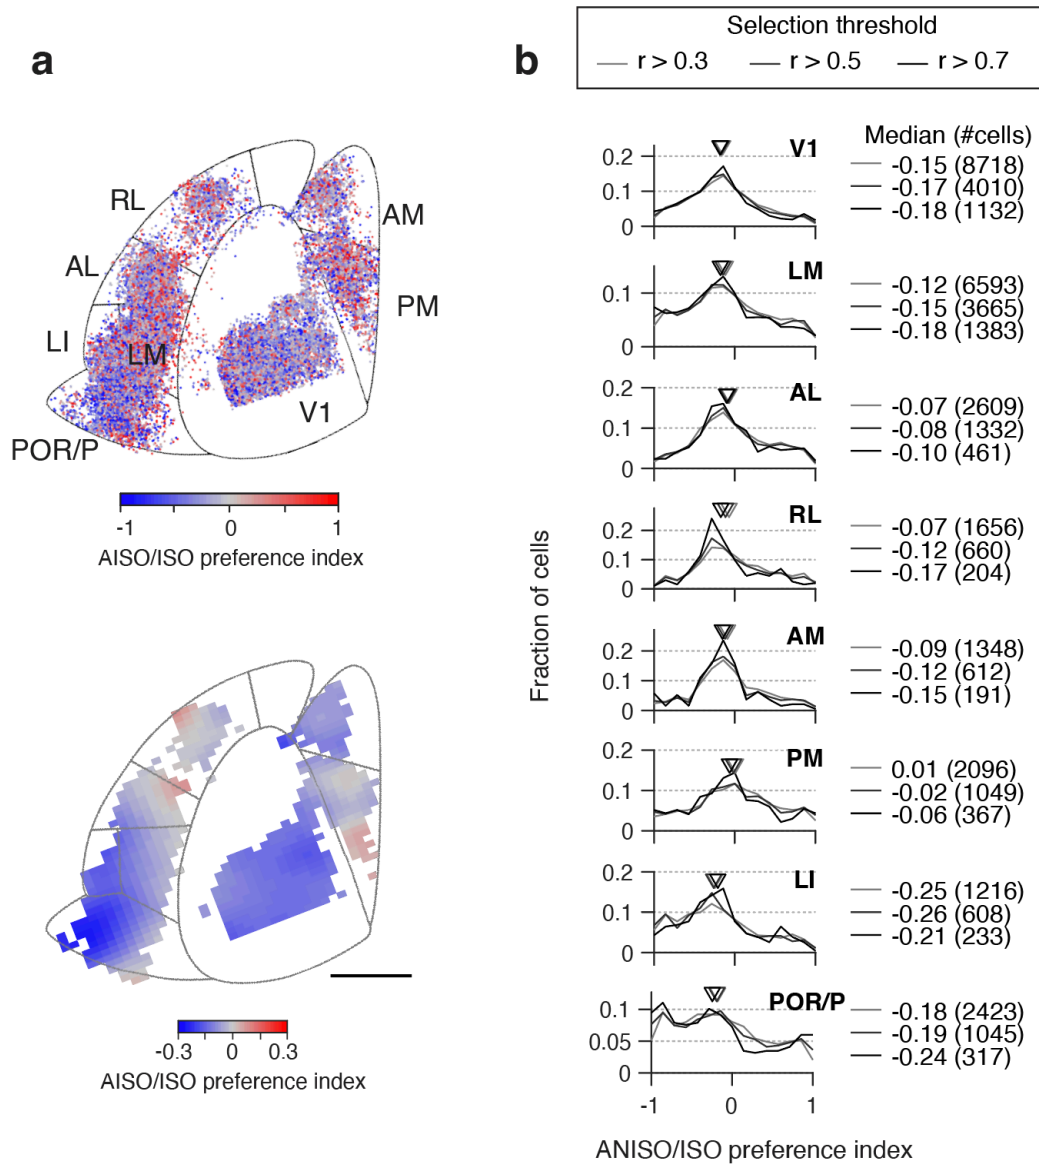 a
RL
AM
AL
PM
LI
LM
V1
POR/P
-1
0
1
AISO/ISO preference index
-0.3
0
0.3
AISO/ISO preference index
b
Selection threshold
r > 0.3
r > 0.5
r > 0.7
Fraction of cells
Median (#cells)
V1
0.2
0.1
0
-0.15 (8718)
-0.17 (4010)
-0.18 (1132)
LM
0.1
0
-0.12 (6593)
-0.15 (3665)
-0.18 (1383)
AL
0.2
0.1
0
-0.07 (2609)
-0.08 (1332)
-0.10 (461)
RL
0.2
0.1
0
-0.07 (1656)
-0.12 (660)
-0.17 (204)
AM
0.2
0.1
0
-0.09 (1348)
-0.12 (612)
-0.15 (191)
PM
0.2
0.1
0
0.01 (2096)
-0.02 (1049)
-0.06 (367)
LI
0.2
0.1
0
-0.25 (1216)
-0.26 (608)
-0.21 (233)
POR/P
0.1
0.05
0
-0.18 (2423)
-0.19 (1045)
-0.24 (317)
-1
0
1
ANISO/ISO preference index